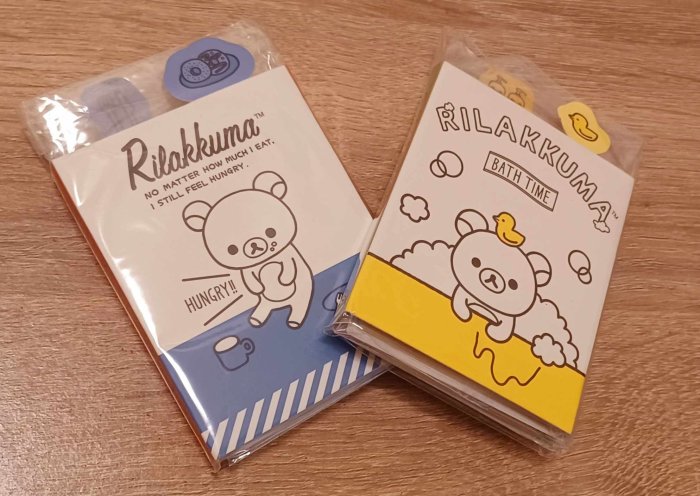 Rilakkuma™
NO MATTER HOW MUCH I EAT,
I STILL FEEL HUNGRY.
HUNGRY!!
RILAKKUMA™
BATH TIME